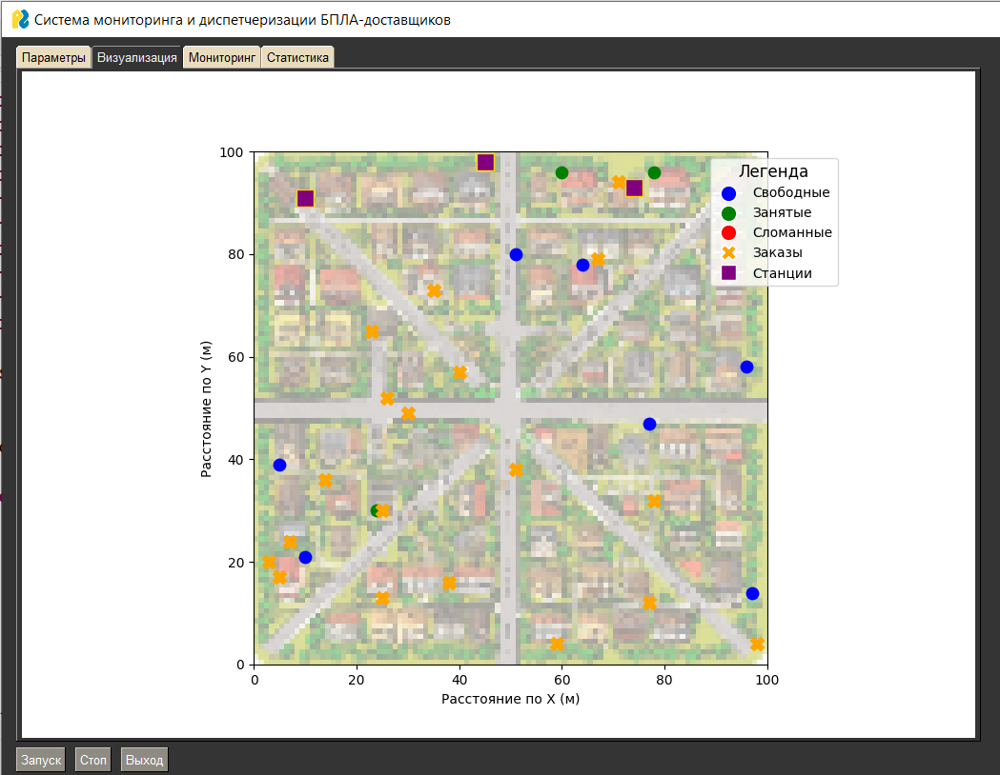 Система мониторинга и диспетчеризации БПЛА-доставщиков
Параметры Визуализация Мониторинг Статистика
Легенда
Свободные
Занятые
Сломанные
Заказы
Станции
100
80
60
40
20
0
Расстояние по Y (м)
0 20 40 60 80 100
Расстояние по X (м)
Запуск Стоп Выход